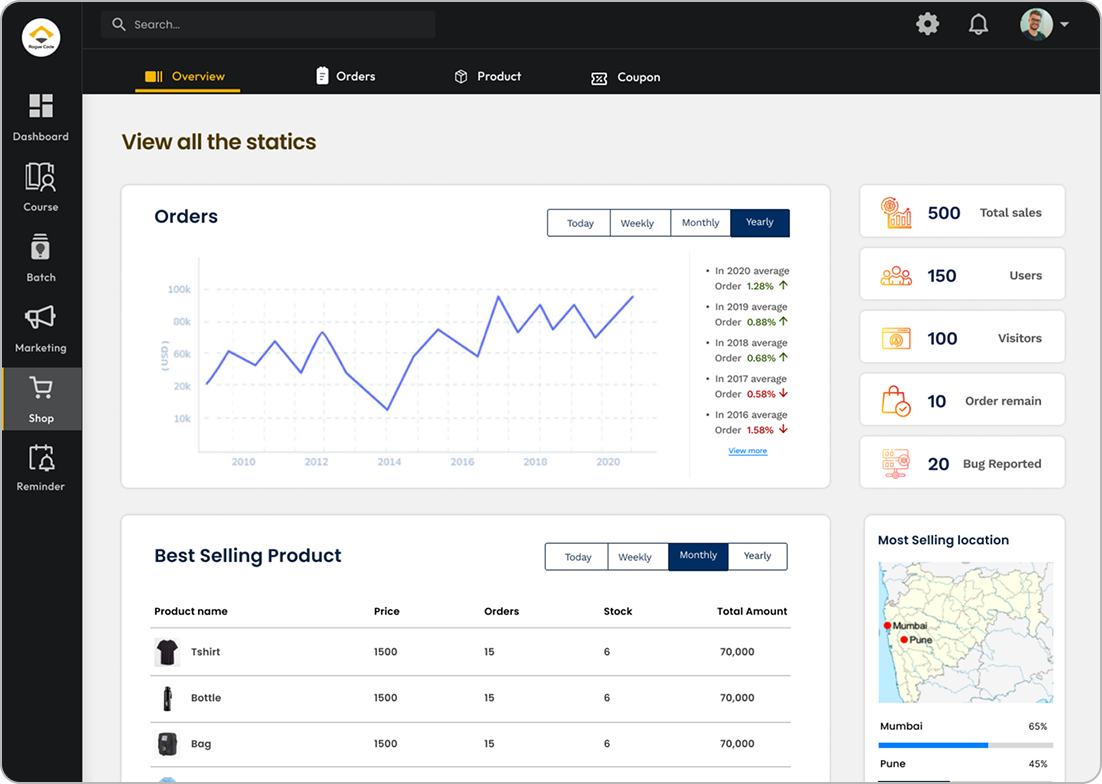 Rogue Code
Search...
Overview
Orders
Product
Coupon
Dashboard
Course
Batch
Marketing
Shop
Reminder
View all the statics
Orders
Today Weekly Monthly Yearly
(USD)
100k
80k
60k
20k
10k
2010 2012 2014 2016 2018 2020
• In 2020 average
Order 1.28% ↑
• In 2019 average
Order 0.88% ↑
• In 2018 average
Order 0.68% ↑
• In 2017 average
Order 0.58% ↓
• In 2016 average
Order 1.58% ↓
View more
500 Total sales
150 Users
100 Visitors
10 Order remain
20 Bug Reported
Best Selling Product
Today Weekly Monthly Yearly
Product name Price Orders Stock Total Amount
Tshirt 1500 15 6 70,000
Bottle 1500 15 6 70,000
Bag 1500 15 6 70,000
Most Selling location
Mumbai
Pune
Mumbai 65%
Pune 45%